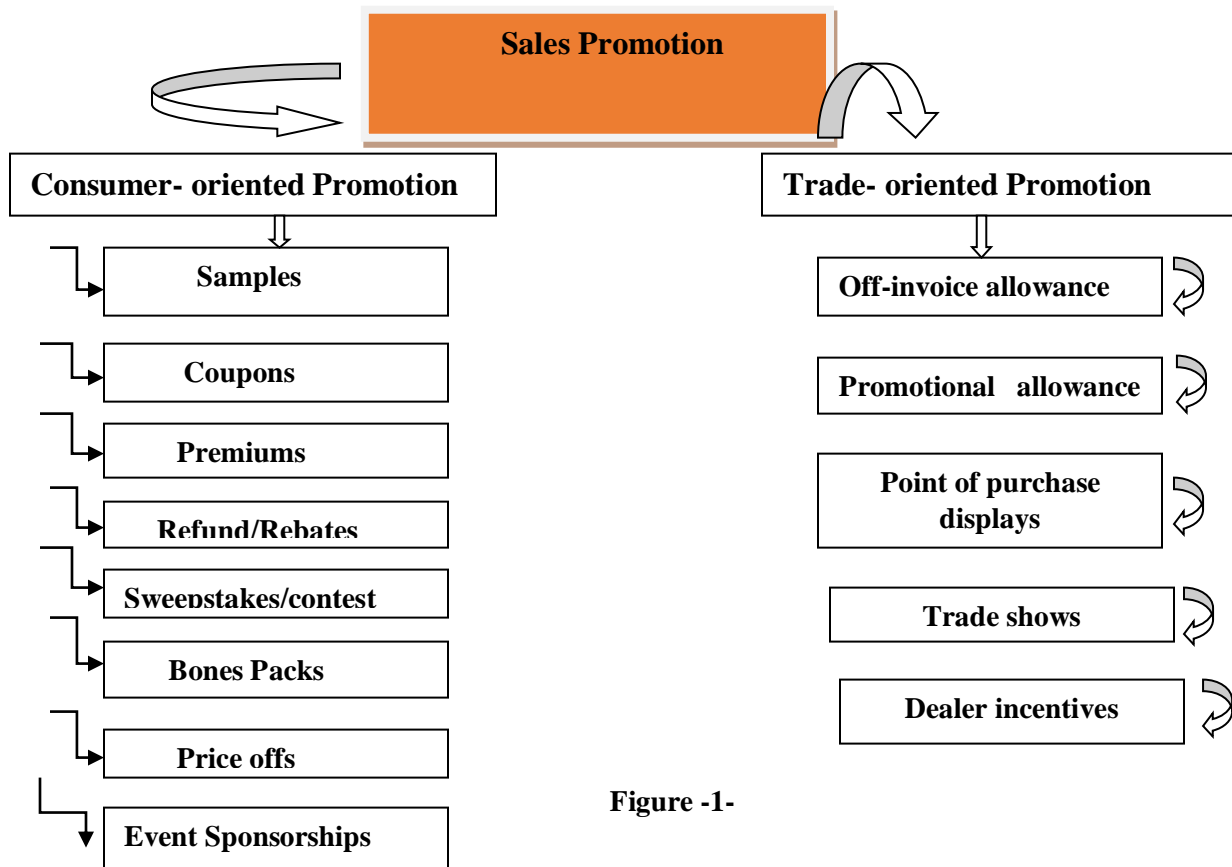 Sales Promotion
Consumer- oriented Promotion
Samples
Coupons
Premiums
Refund/Rebates
Sweepstakes/contest
Bones Packs
Price offs
Event Sponsorships
Trade- oriented Promotion
Off-invoice allowance
Promotional allowance
Point of purchase
displays
Trade shows
Dealer incentives
Figure -1-